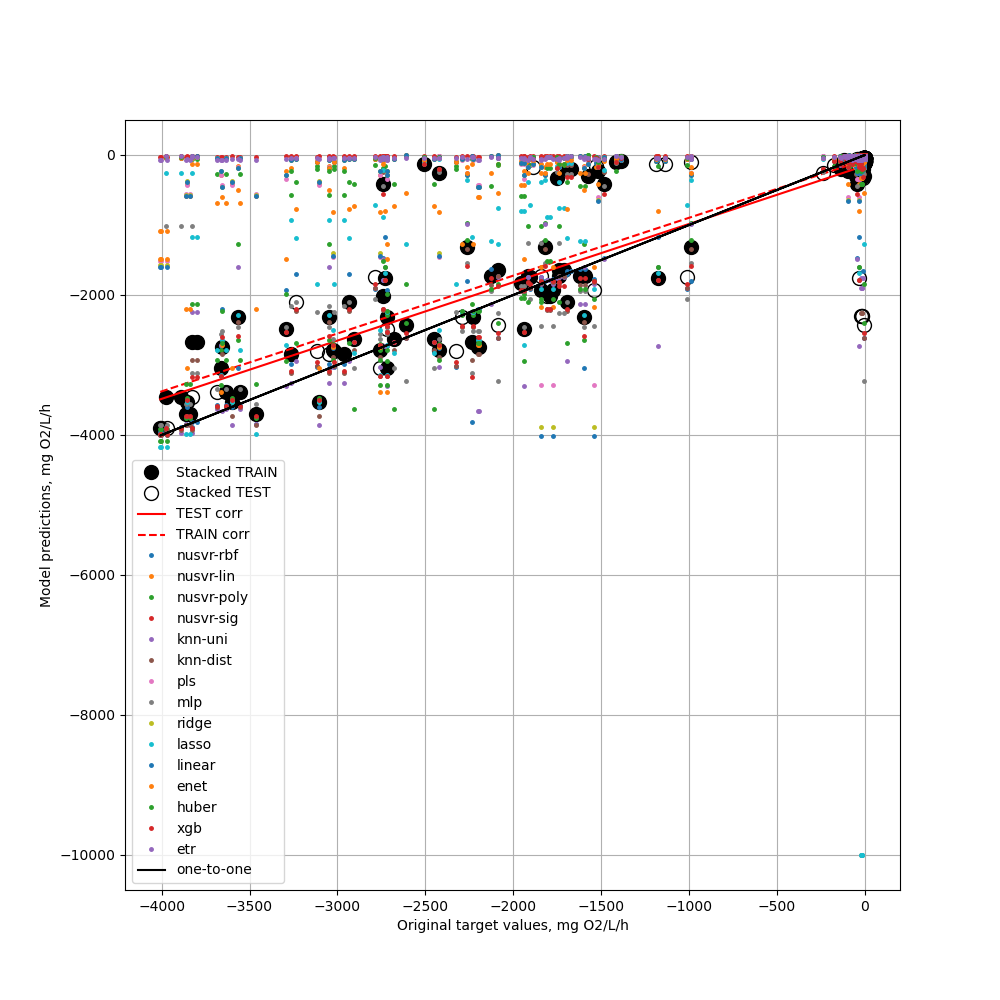 0
−2000
−4000
−6000
−8000
−10000
Model predictions, mg O2/L/h
Stacked TRAIN
Stacked TEST
TEST corr
TRAIN corr
nusvr-rbf
nusvr-lin
nusvr-poly
nusvr-sig
knn-uni
knn-dist
pls
mlp
ridge
lasso
linear
enet
huber
xgb
etr
one-to-one
−4000 −3500 −3000 −2500 −2000 −1500 −1000 −500 0
Original target values, mg O2/L/h